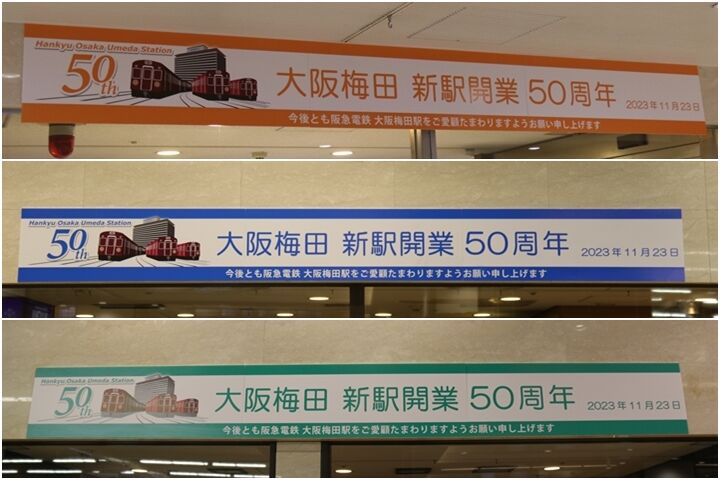 Hankyu Osaka Umeda Station
50th
大阪梅田 新駅開業 50周年 2023年11月23日
今後とも阪急電鉄 大阪梅田駅をご愛顧たまわりますようお願い申し上げます
Hankyu Osaka Umeda Station
50th
大阪梅田 新駅開業 50周年 2023年11月23日
今後とも阪急電鉄 大阪梅田駅をご愛顧たまわりますようお願い申し上げます
Hankyu Osaka Umeda Station
50th
大阪梅田 新駅開業 50周年 2023年11月23日
今後とも阪急電鉄 大阪梅田駅をご愛顧たまわりますようお願い申し上げます